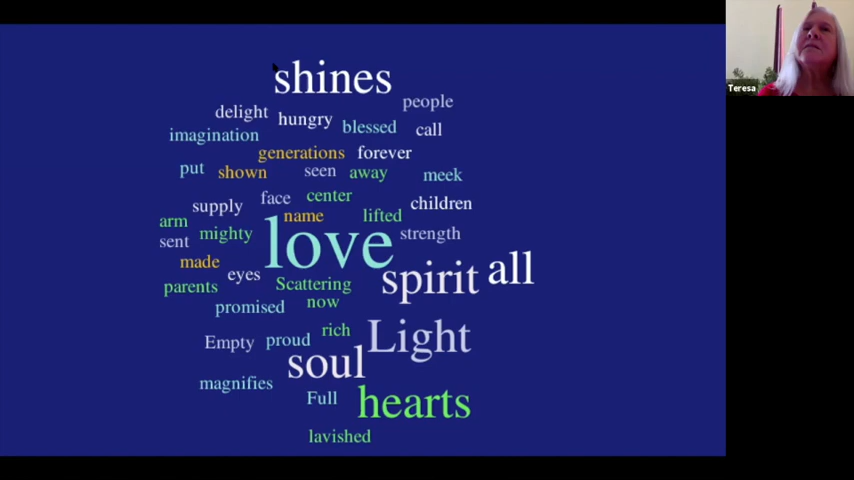 shines
people
delight
hungry
blessed
call
imagination
generations
forever
put
shown
seen
away
meek
supply
face
center
children
arm
name
lifted
sent
mighty
love
strength
made
eyes
spirit
all
parents
Scattering
promised
now
Empty
proud
rich
Light
soul
magnifies
Full
hearts
lavished
Teresa